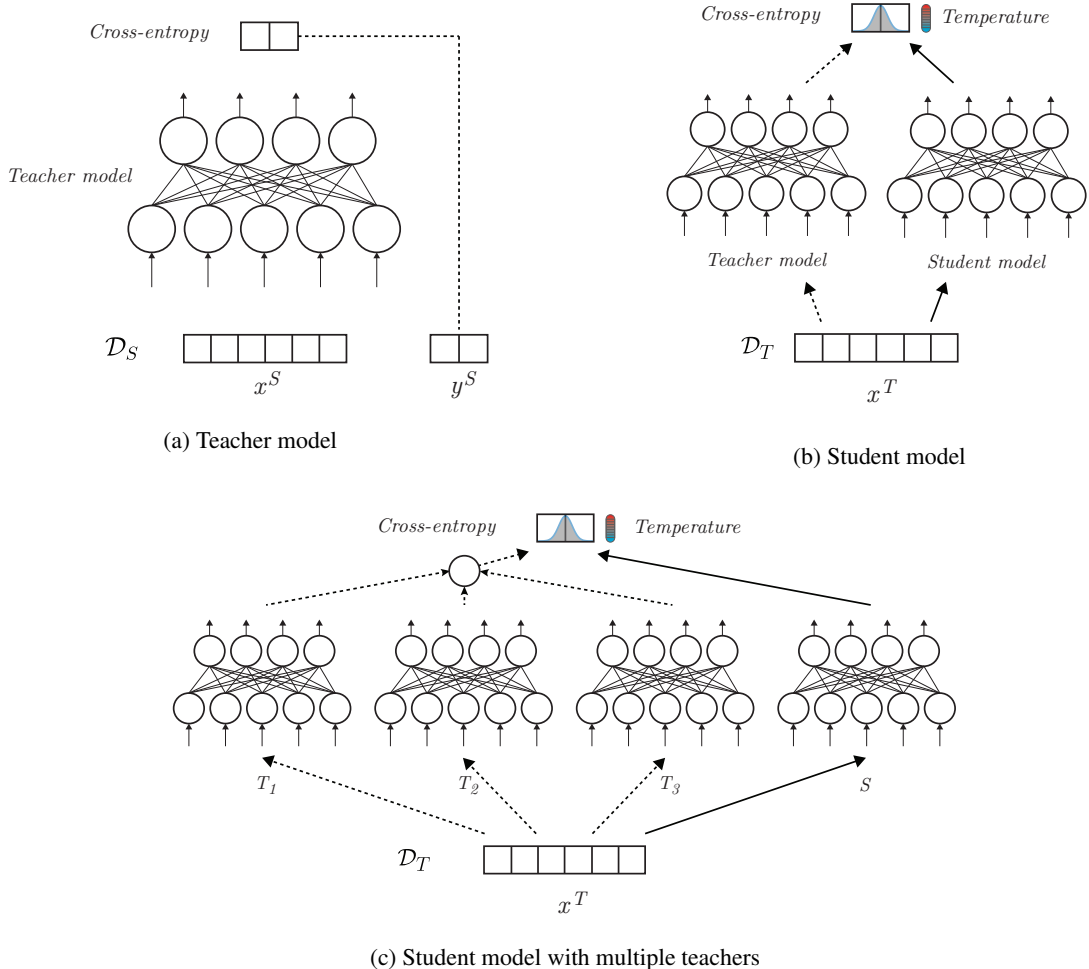 Cross-entropy
Teacher model
𝒟_S
x^S
y^S
(a) Teacher model
Cross-entropy
Temperature
Teacher model
Student model
𝒟_T
x^T
(b) Student model
Cross-entropy
Temperature
T_1
T_2
T_3
S
𝒟_T
x^T
(c) Student model with multiple teachers